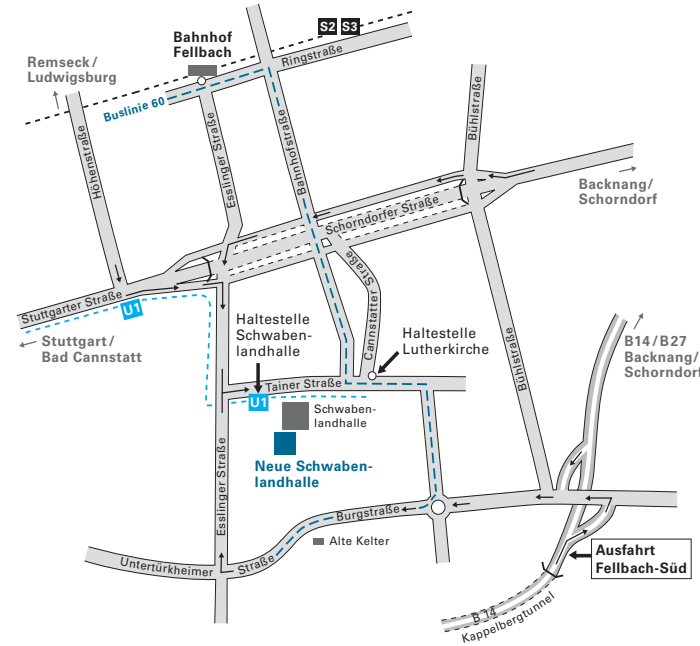 S2 S3
Bahnhof
Fellbach
Ringstraße
Remseck/
Ludwigsburg
Buslinie 60
Höhenstraße
Esslinger Straße
Bahnhofstraße
Bühlstraße
Schorndorfer Straße
Backnang/
Schorndorf
Stuttgarter Straße
U1
Stuttgart/
Bad Cannstatt
Haltestelle
Schwaben-
landhalle
Cannstatter Straße
Haltestelle
Lutherkirche
B14/B27
Backnang/
Schorndorf
Tainer Straße
U1
Schwaben-
landhalle
Neue Schwaben-
landhalle
Bühlstraße
Esslinger Straße
Burgstraße
Alte Kelter
Untertürkheimer Straße
Ausfahrt
Fellbach-Süd
B 14
Kappelbergtunnel